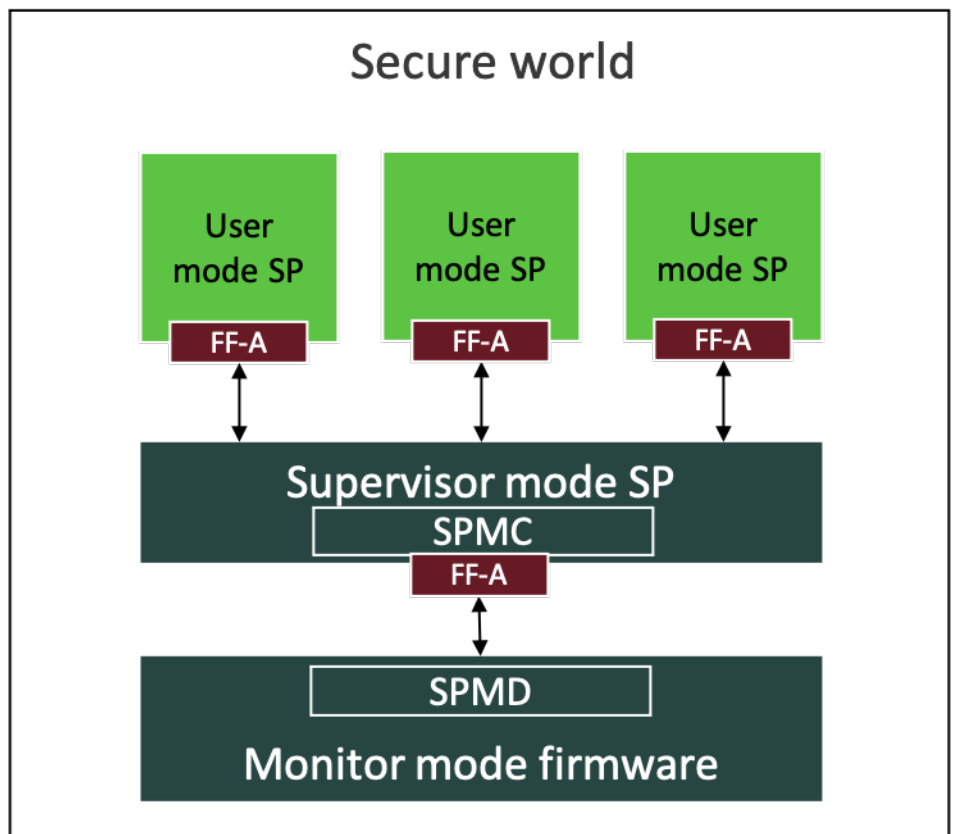 Secure world
User
mode SP
User
mode SP
User
mode SP
FF-A
FF-A
FF-A
Supervisor mode SP
SPMC
FF-A
SPMD
Monitor mode firmware